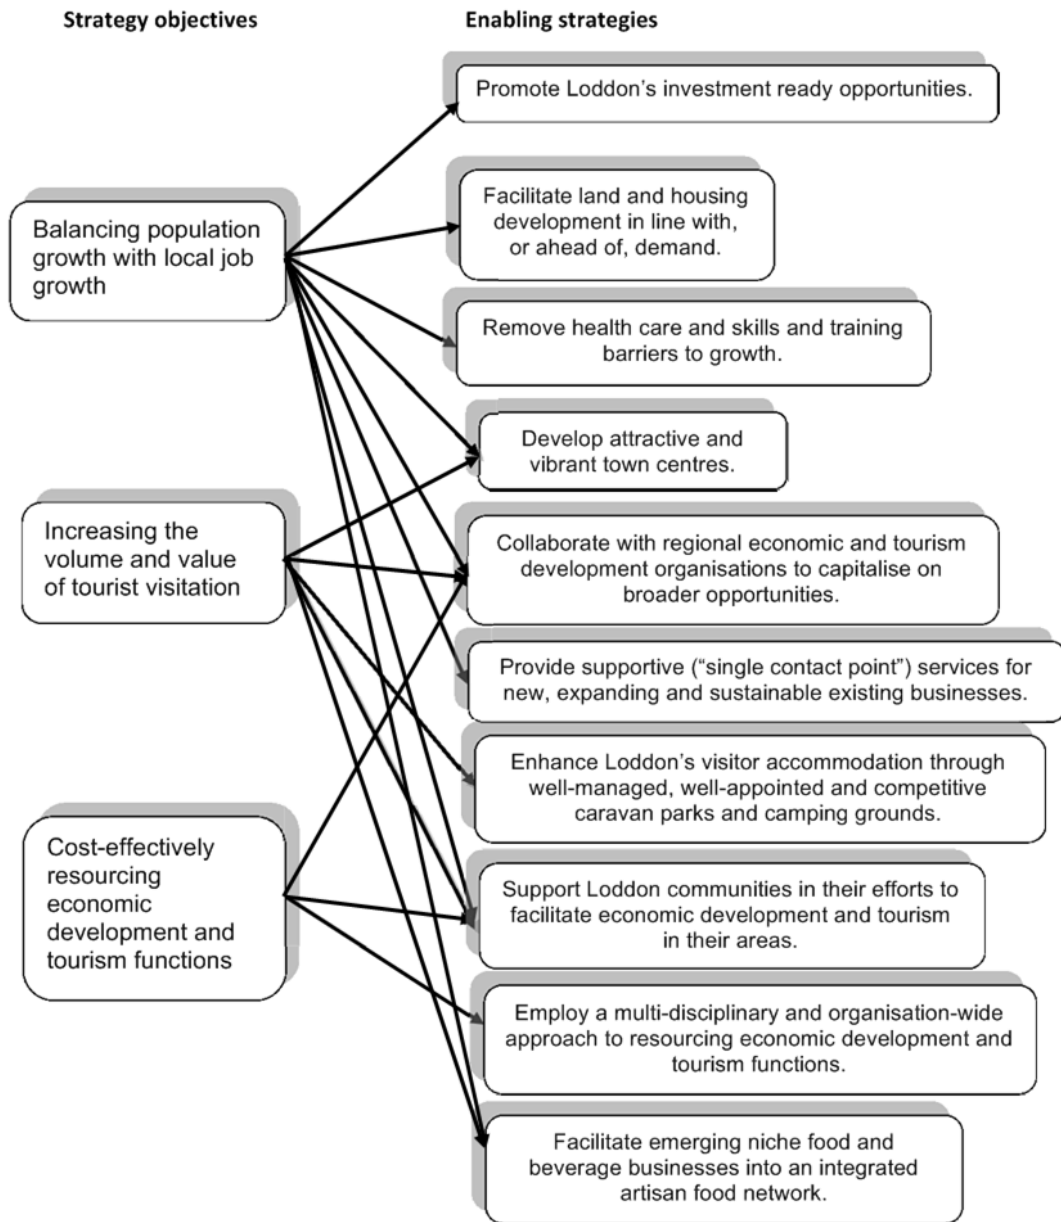 Strategy objectives
Enabling strategies
Promote Loddon’s investment ready opportunities.
Balancing population
growth with local job
growth
Facilitate land and housing
development in line with,
or ahead of, demand.
Remove health care and skills and training
barriers to growth.
Develop attractive and
vibrant town centres.
Increasing the
volume and value
of tourist visitation
Collaborate with regional economic and tourism
development organisations to capitalise on
broader opportunities.
Provide supportive (“single contact point”) services for
new, expanding and sustainable existing businesses.
Enhance Loddon’s visitor accommodation through
well-managed, well-appointed and competitive
caravan parks and camping grounds.
Cost-effectively
resourcing
economic
development and
tourism functions
Support Loddon communities in their efforts to
facilitate economic development and tourism
in their areas.
Employ a multi-disciplinary and organisation-wide
approach to resourcing economic development and
tourism functions.
Facilitate emerging niche food and
beverage businesses into an integrated
artisan food network.